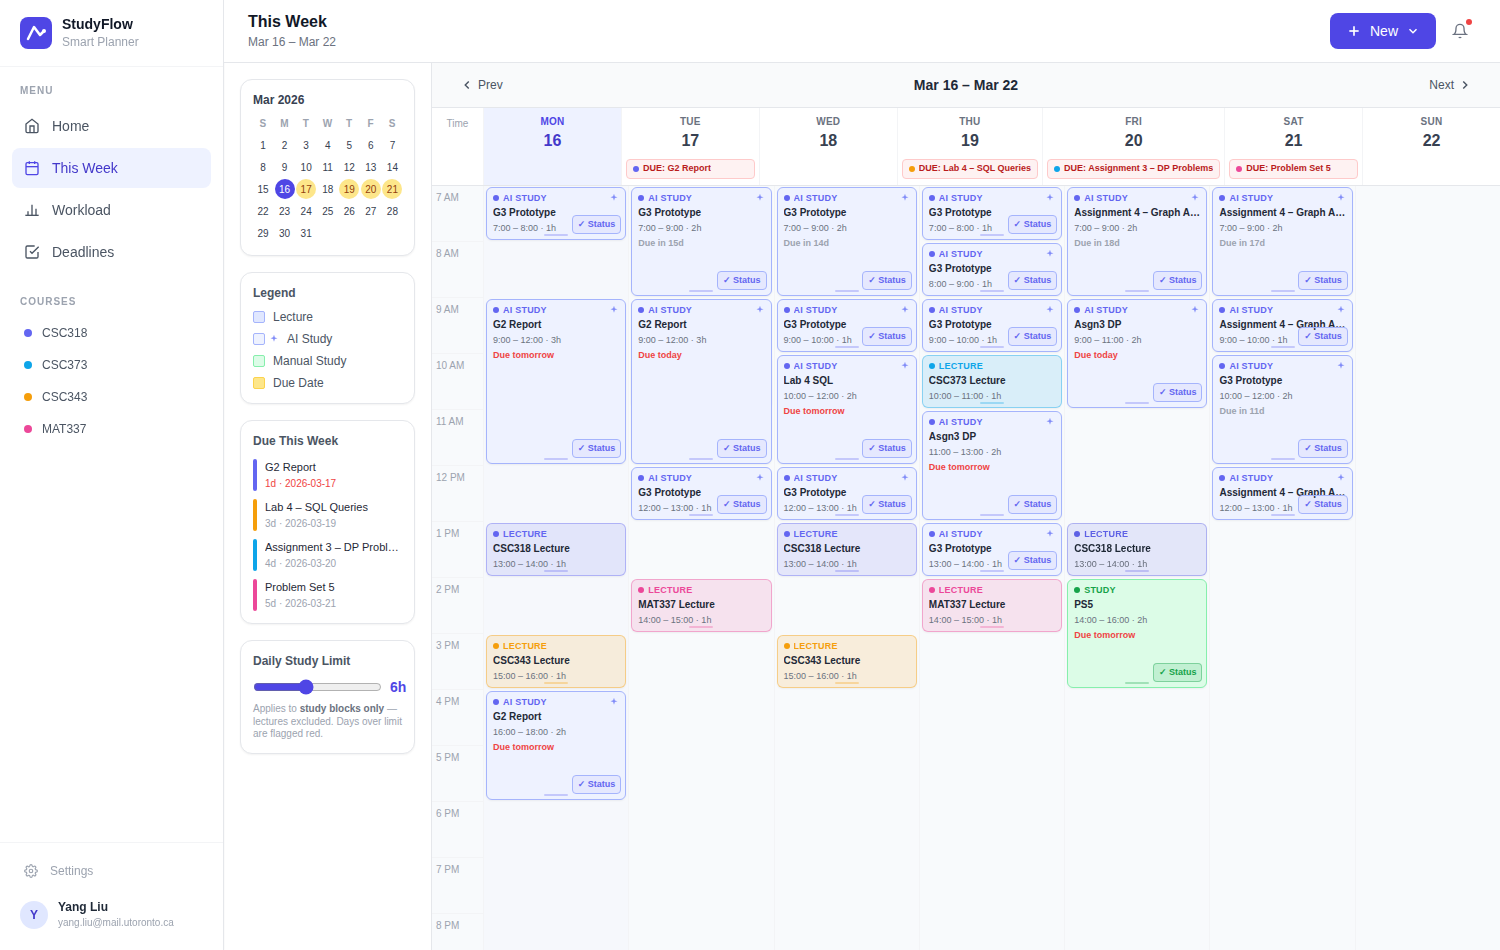 StudyFlow
Smart Planner
MENU
Home
This Week
Workload
Deadlines
COURSES
CSC318
CSC373
CSC343
MAT337
Settings
Y
Yang Liu
yang.liu@mail.utoronto.ca
This Week
Mar 16 – Mar 22
New
Mar 2026
S M T W T F S
1 2 3 4 5 6 7
8 9 10 11 12 13 14
15 16 17 18 19 20 21
22 23 24 25 26 27 28
29 30 31
Legend
Lecture
AI Study
Manual Study
Due Date
Due This Week
G2 Report
1d · 2026-03-17
Lab 4 – SQL Queries
3d · 2026-03-19
Assignment 3 – DP Probl…
4d · 2026-03-20
Problem Set 5
5d · 2026-03-21
Daily Study Limit
6h
Applies to study blocks only —
lectures excluded. Days over limit
are flagged red.
Prev
Mar 16 – Mar 22
Next
Time
MON
16
TUE
17
DUE: G2 Report
WED
18
THU
19
DUE: Lab 4 – SQL Queries
FRI
20
DUE: Assignment 3 – DP Problems
SAT
21
DUE: Problem Set 5
SUN
22
7 AM
8 AM
9 AM
10 AM
11 AM
12 PM
1 PM
2 PM
3 PM
4 PM
5 PM
6 PM
7 PM
8 PM
AI STUDY
G3 Prototype
7:00 – 8:00 · 1h
✓ Status
AI STUDY
G2 Report
9:00 – 12:00 · 3h
Due tomorrow
✓ Status
LECTURE
CSC318 Lecture
13:00 – 14:00 · 1h
LECTURE
CSC343 Lecture
15:00 – 16:00 · 1h
AI STUDY
G2 Report
16:00 – 18:00 · 2h
Due tomorrow
✓ Status
AI STUDY
G3 Prototype
7:00 – 9:00 · 2h
Due in 15d
✓ Status
AI STUDY
G2 Report
9:00 – 12:00 · 3h
Due today
✓ Status
AI STUDY
G3 Prototype
12:00 – 13:00 · 1h
✓ Status
LECTURE
MAT337 Lecture
14:00 – 15:00 · 1h
AI STUDY
G3 Prototype
7:00 – 9:00 · 2h
Due in 14d
✓ Status
AI STUDY
G3 Prototype
9:00 – 10:00 · 1h
✓ Status
AI STUDY
Lab 4 SQL
10:00 – 12:00 · 2h
Due tomorrow
✓ Status
AI STUDY
G3 Prototype
12:00 – 13:00 · 1h
✓ Status
LECTURE
CSC318 Lecture
13:00 – 14:00 · 1h
LECTURE
CSC343 Lecture
15:00 – 16:00 · 1h
AI STUDY
G3 Prototype
7:00 – 8:00 · 1h
✓ Status
AI STUDY
G3 Prototype
8:00 – 9:00 · 1h
✓ Status
AI STUDY
G3 Prototype
9:00 – 10:00 · 1h
✓ Status
LECTURE
CSC373 Lecture
10:00 – 11:00 · 1h
AI STUDY
Asgn3 DP
11:00 – 13:00 · 2h
Due tomorrow
✓ Status
AI STUDY
G3 Prototype
13:00 – 14:00 · 1h
✓ Status
LECTURE
MAT337 Lecture
14:00 – 15:00 · 1h
AI STUDY
Assignment 4 – Graph A…
7:00 – 9:00 · 2h
Due in 18d
✓ Status
AI STUDY
Asgn3 DP
9:00 – 11:00 · 2h
Due today
✓ Status
LECTURE
CSC318 Lecture
13:00 – 14:00 · 1h
STUDY
PS5
14:00 – 16:00 · 2h
Due tomorrow
✓ Status
AI STUDY
Assignment 4 – Graph A…
7:00 – 9:00 · 2h
Due in 17d
✓ Status
AI STUDY
Assignment 4 – Graph A…
9:00 – 10:00 · 1h
✓ Status
AI STUDY
G3 Prototype
10:00 – 12:00 · 2h
Due in 11d
✓ Status
AI STUDY
Assignment 4 – Graph A…
12:00 – 13:00 · 1h
✓ Status